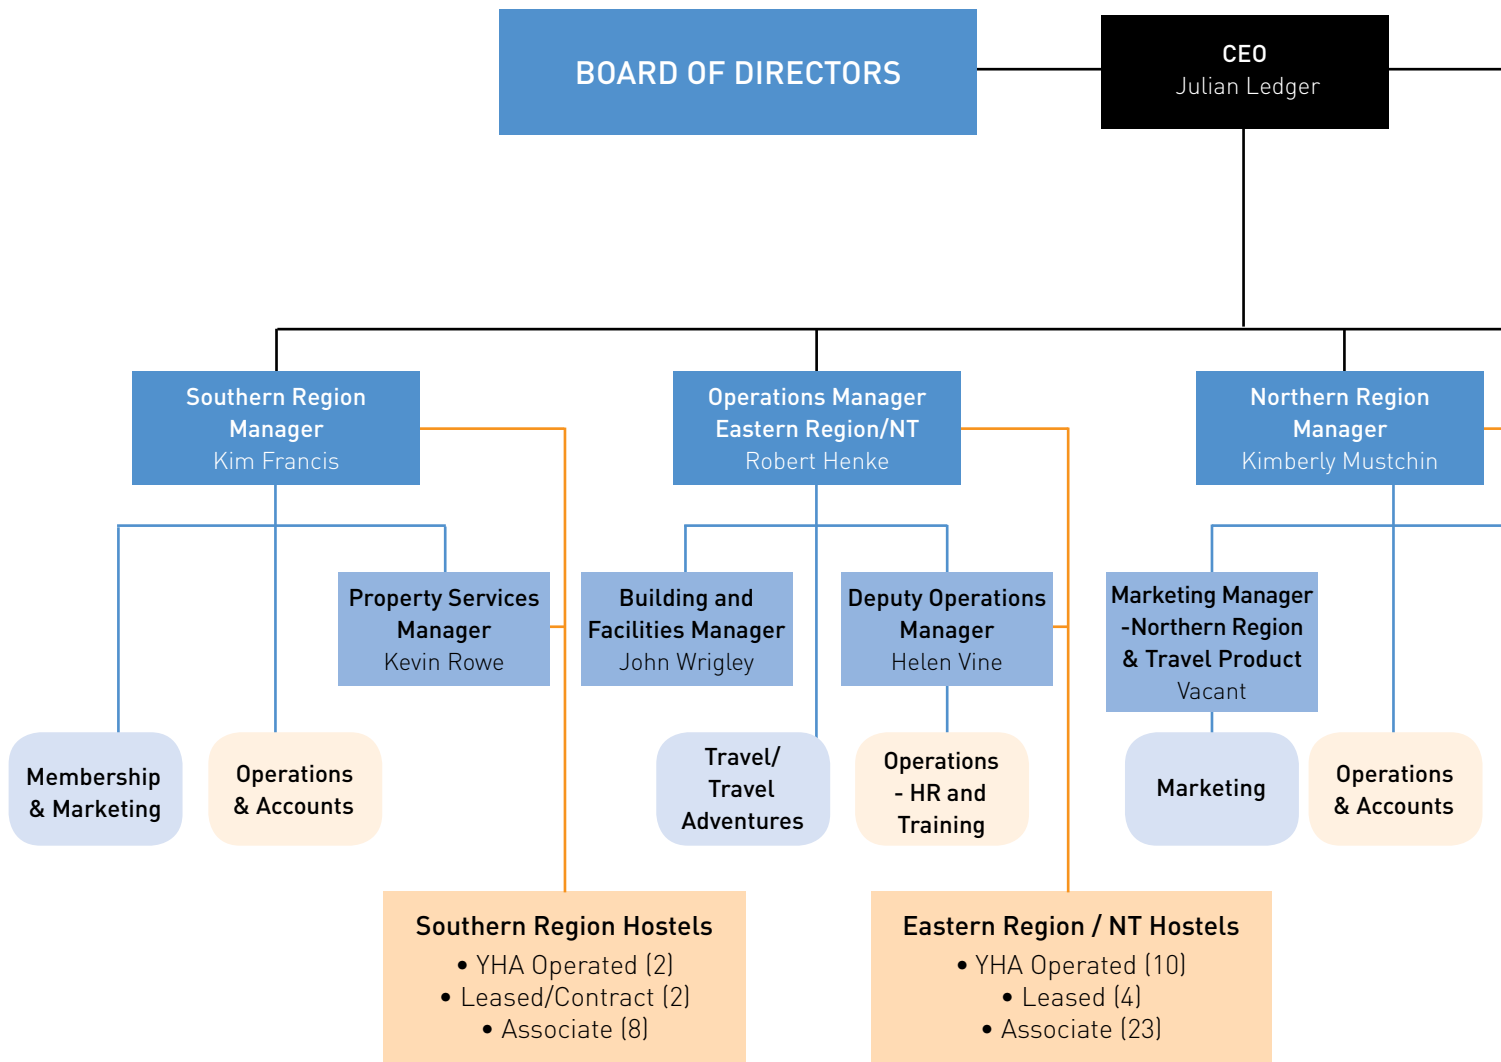 BOARD OF DIRECTORS
CEO
Julian Ledger
Southern Region
Manager
Kim Francis
Operations Manager
Eastern Region/NT
Robert Henke
Northern Region
Manager
Kimberly Mustchin
Property Services
Manager
Kevin Rowe
Building and
Facilities Manager
John Wrigley
Deputy Operations
Manager
Helen Vine
Marketing Manager
-Northern Region
& Travel Product
Vacant
Membership
& Marketing
Operations
& Accounts
Travel/
Travel
Adventures
Operations
- HR and
Training
Marketing
Operations
& Accounts
Southern Region Hostels
• YHA Operated (2)
• Leased/Contract (2)
• Associate (8)
Eastern Region / NT Hostels
• YHA Operated (10)
• Leased (4)
• Associate (23)